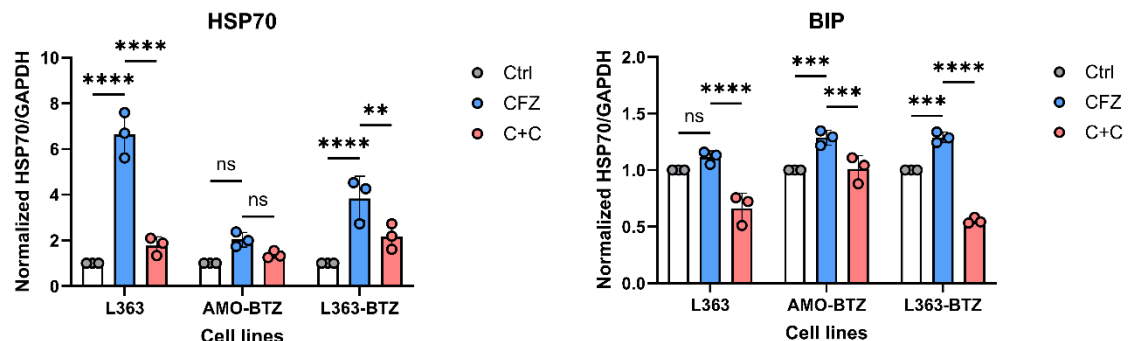 HSP70
Normalized HSP70/GAPDH
10
8
6
4
2
0
****
****
ns
ns
****
**
L363
AMO-BTZ
L363-BTZ
Cell lines
Ctrl
CFZ
C+C
BIP
Normalized HSP70/GAPDH
2.0
1.5
1.0
0.5
0.0
ns
****
***
***
***
****
L363
AMO-BTZ
L363-BTZ
Cell lines
Ctrl
CFZ
C+C